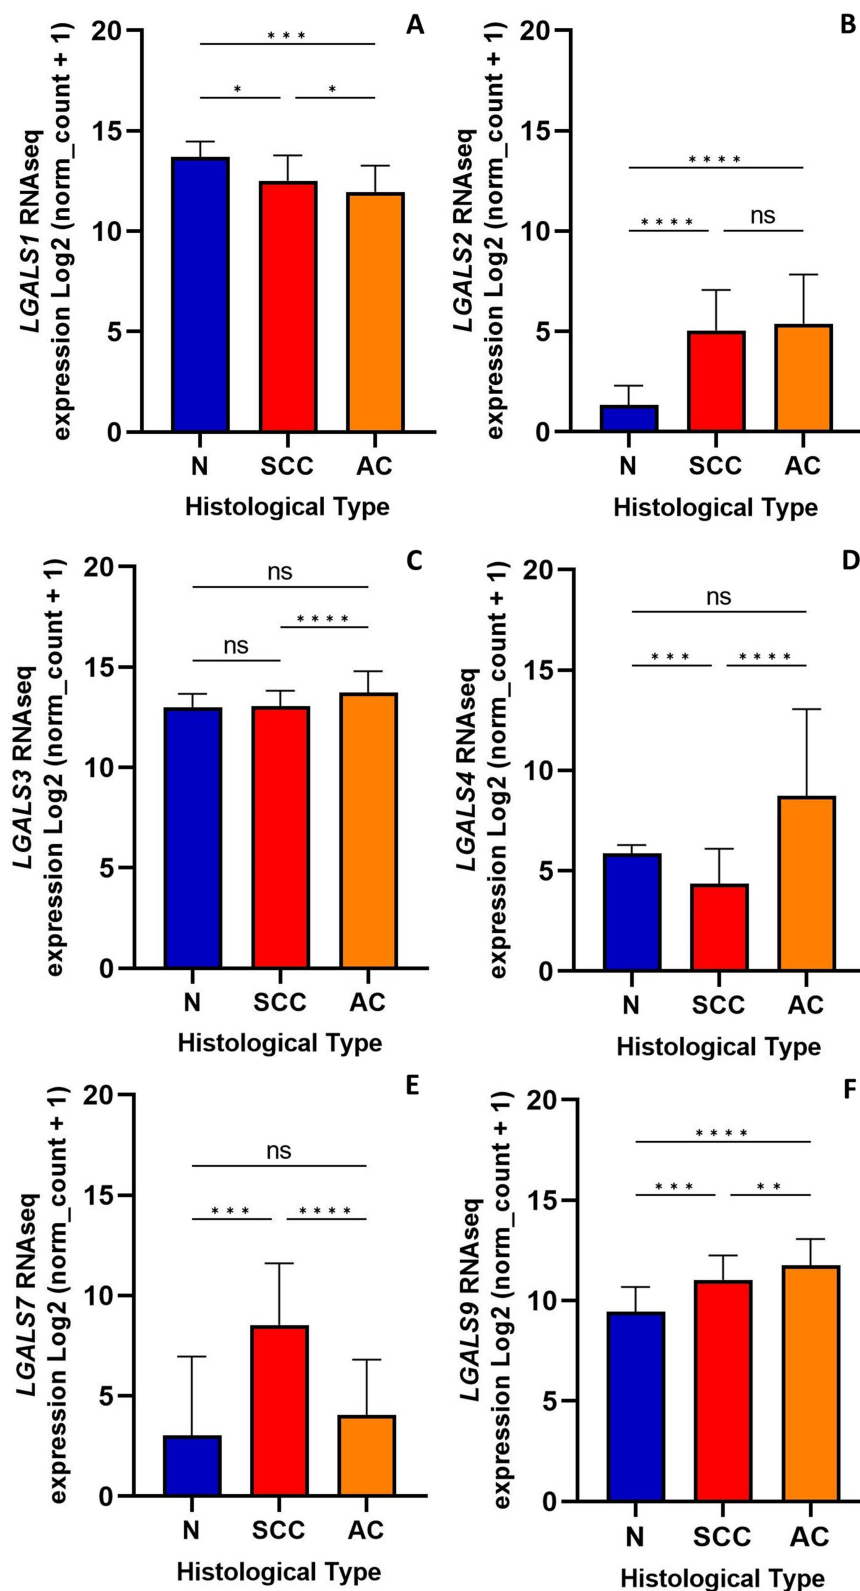 A
LGALS1 RNAseq
expression Log2 (norm_count + 1)
20
15
10
5
0
***
*
*
N SCC AC
Histological Type
B
LGALS2 RNAseq
expression Log2 (norm_count + 1)
20
15
10
5
0
****
****
ns
N SCC AC
Histological Type
C
LGALS3 RNAseq
expression Log2 (norm_count + 1)
20
15
10
5
0
ns
****
ns
N SCC AC
Histological Type
D
LGALS4 RNAseq
expression Log2 (norm_count + 1)
20
15
10
5
0
ns
***
****
N SCC AC
Histological Type
E
LGALS7 RNAseq
expression Log2 (norm_count + 1)
20
15
10
5
0
ns
***
****
N SCC AC
Histological Type
F
LGALS9 RNAseq
expression Log2 (norm_count + 1)
20
15
10
5
0
****
***
**
N SCC AC
Histological Type